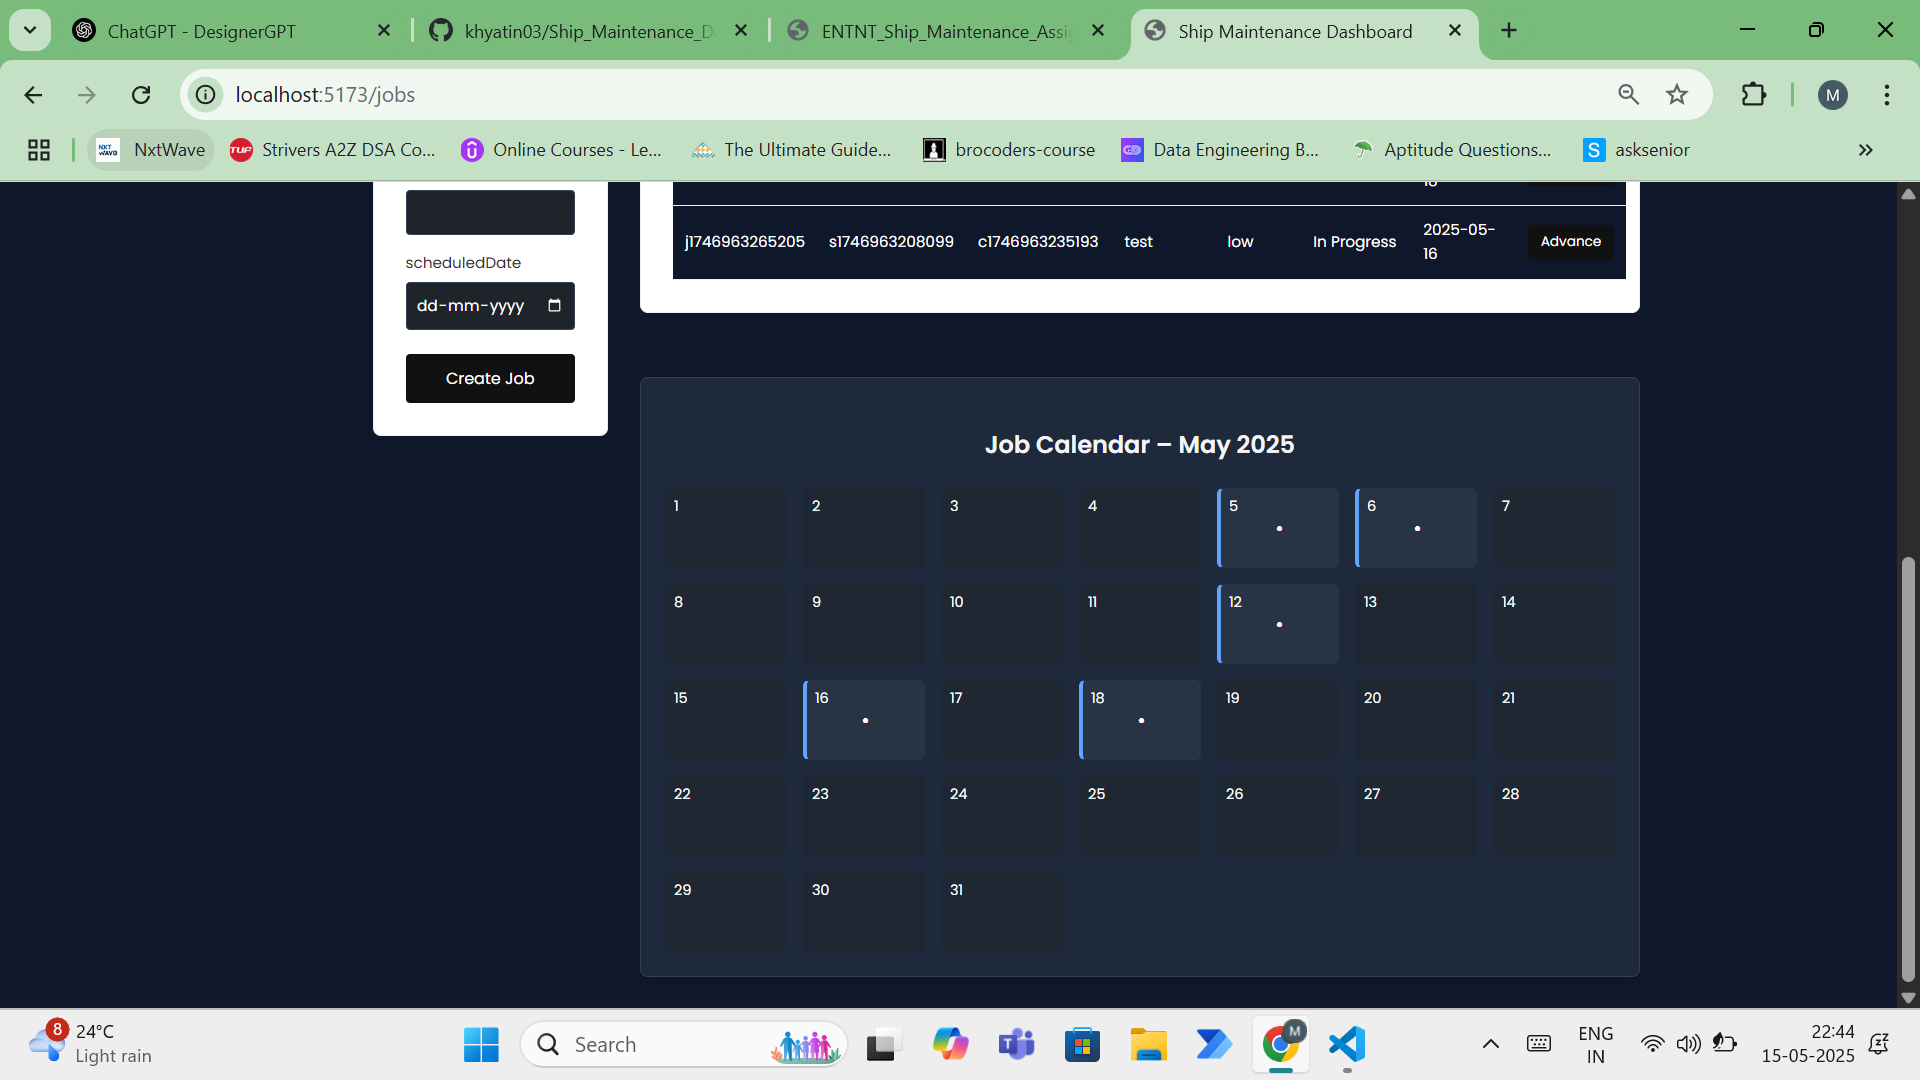 ChatGPT - DesignerGPT
khyatin03/Ship_Maintenance_D
ENTNT_Ship_Maintenance_Assi
Ship Maintenance Dashboard
localhost:5173/jobs
M
NXT WAVE
NxtWave
TUF
Strivers A2Z DSA Co...
Online Courses - Le...
The Ultimate Guide...
brocoders-course
Data Engineering B...
Aptitude Questions...
S
asksenior
scheduledDate
dd-mm-yyyy
Create Job
j1746963265205 s1746963208099 c1746963235193 test low In Progress 2025-05-16 Advance
Job Calendar – May 2025
1 2 3 4 5 6 7
8 9 10 11 12 13 14
15 16 17 18 19 20 21
22 23 24 25 26 27 28
29 30 31
8
24°C
Light rain
Search
M
ENG
IN
22:44
15-05-2025